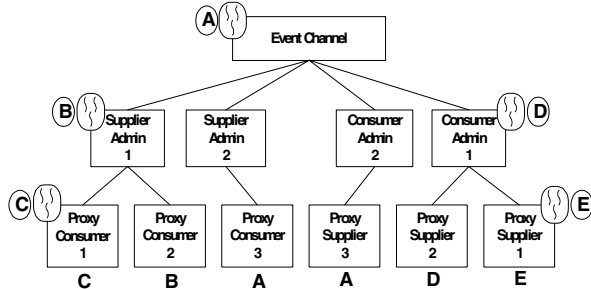 A
Event Channel
B
Supplier Admin 1
Supplier Admin 2
Consumer Admin 2
Consumer Admin 1
D
C
Proxy Consumer 1
Proxy Consumer 2
Proxy Consumer 3
Proxy Supplier 3
Proxy Supplier 2
Proxy Supplier 1
E
C
B
A
A
D
E